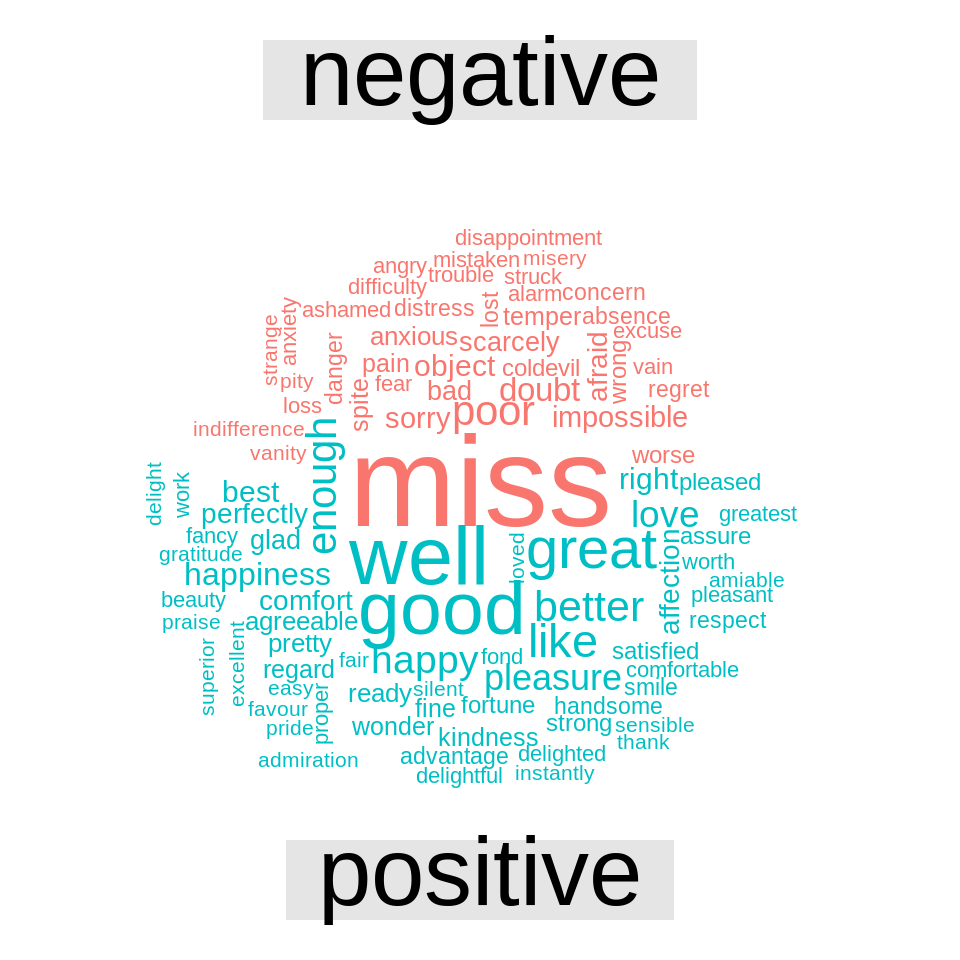 negative
disappointment
mistaken misery
angry trouble struck
difficulty alarm concern
ashamed distress lost temper absence
strange anxiety anxious scarcely excuse
danger pain object cold evil afraid wrong vain
pity fear bad doubt regret
loss spite sorry poor impossible
indifference
vanity miss worse
enough right pleased
delight work best
perfectly love greatest
fancy glad well great assure
gratitude loved worth
happiness affection amiable
beauty comfort good better pleasant
praise agreeable respect
pretty like
superior excellent regard fair happy fond satisfied
easy ready silent pleasure comfortable
smile
favour proper fine fortune handsome
pride wonder strong sensible
kindness thank
admiration advantage delighted
delightful instantly
positive